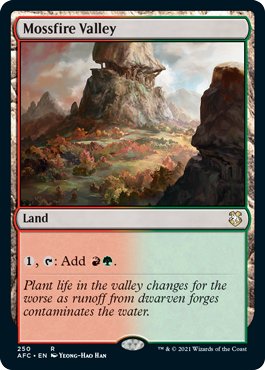 Mossfire Valley
Land
1, T: Add RG.
Plant life in the valley changes for the
worse as runoff from dwarven forges
contaminates the water.
250 R
AFC • EN Yeong-Hao Han
™ & © 2021 Wizards of the Coast